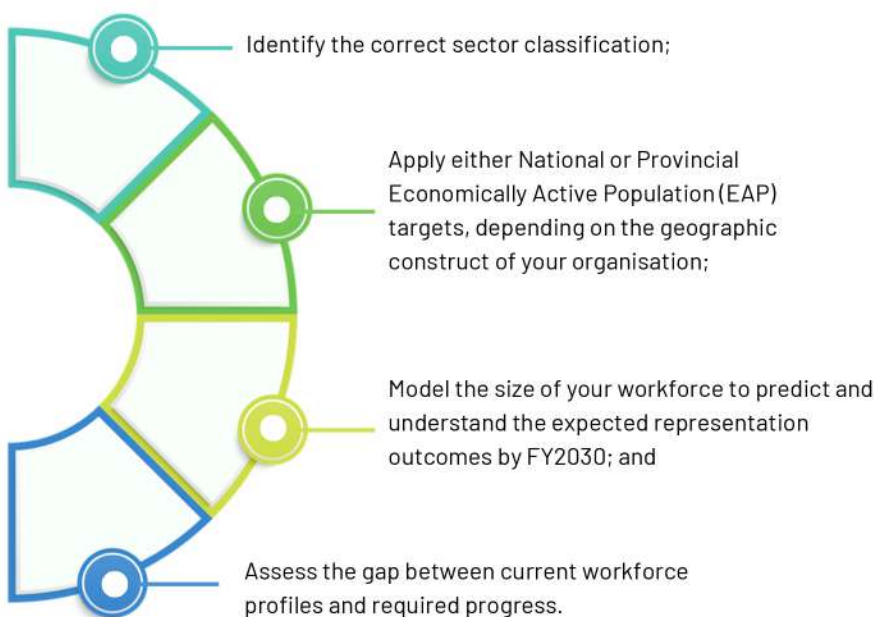 Identify the correct sector classification;
Apply either National or Provincial
Economically Active Population (EAP)
targets, depending on the geographic
construct of your organisation;
Model the size of your workforce to predict and
understand the expected representation
outcomes by FY2030; and
Assess the gap between current workforce
profiles and required progress.